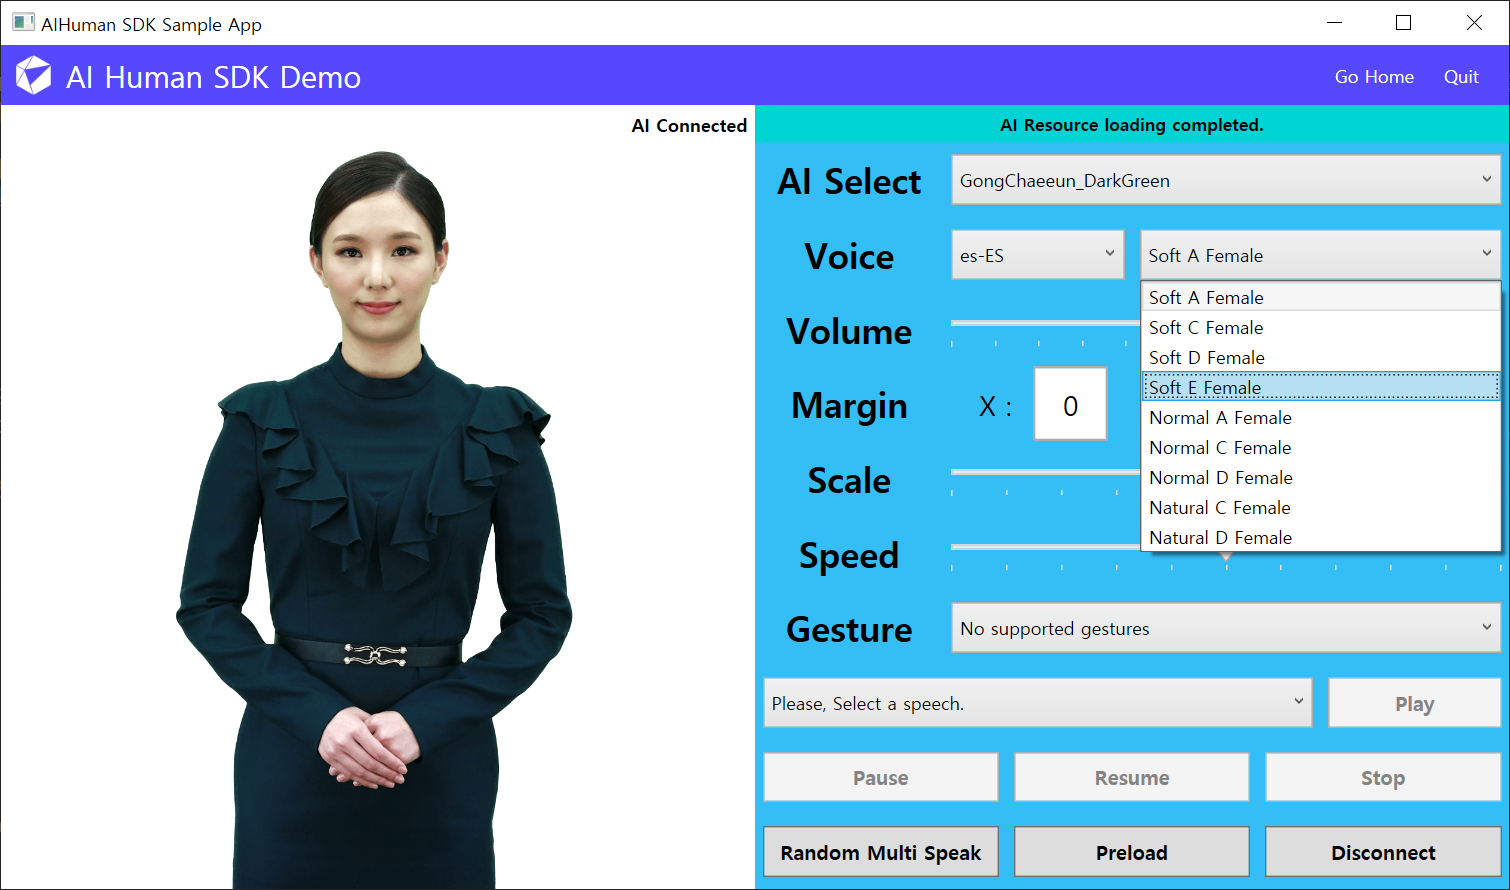 AIHuman SDK Sample App
AI Human SDK Demo
Go Home
Quit
AI Connected
AI Resource loading completed.
AI Select
GongChaeeun_DarkGreen
Voice
es-ES
Soft A Female
Soft A Female
Soft C Female
Soft D Female
Soft E Female
Normal A Female
Normal C Female
Normal D Female
Natural C Female
Natural D Female
Volume
Margin
X :
0
Scale
Speed
Gesture
No supported gestures
Please, Select a speech.
Play
Pause
Resume
Stop
Random Multi Speak
Preload
Disconnect